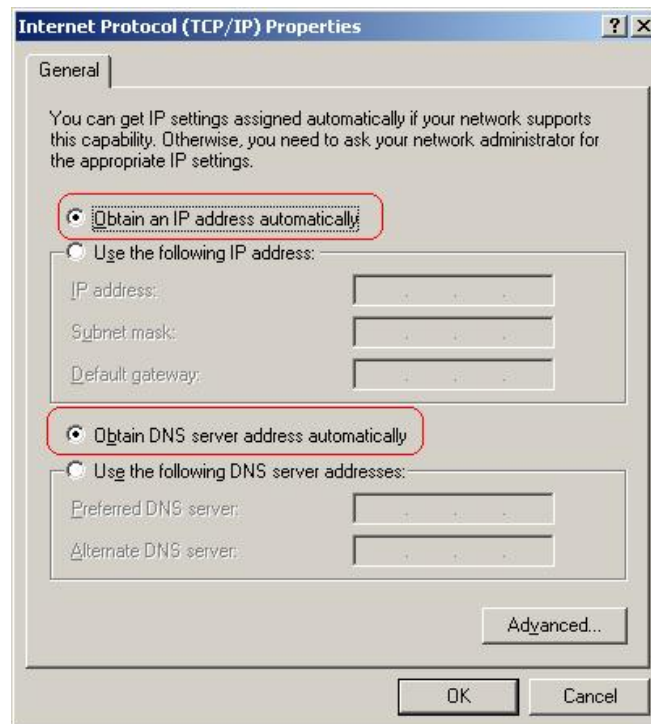 Internet Protocol (TCP/IP) Properties
General
You can get IP settings assigned automatically if your network supports
this capability. Otherwise, you need to ask your network administrator for
the appropriate IP settings.
Obtain an IP address automatically
Use the following IP address:
IP address:
Subnet mask:
Default gateway:
Obtain DNS server address automatically
Use the following DNS server addresses:
Preferred DNS server:
Alternate DNS server:
Advanced...
OK
Cancel